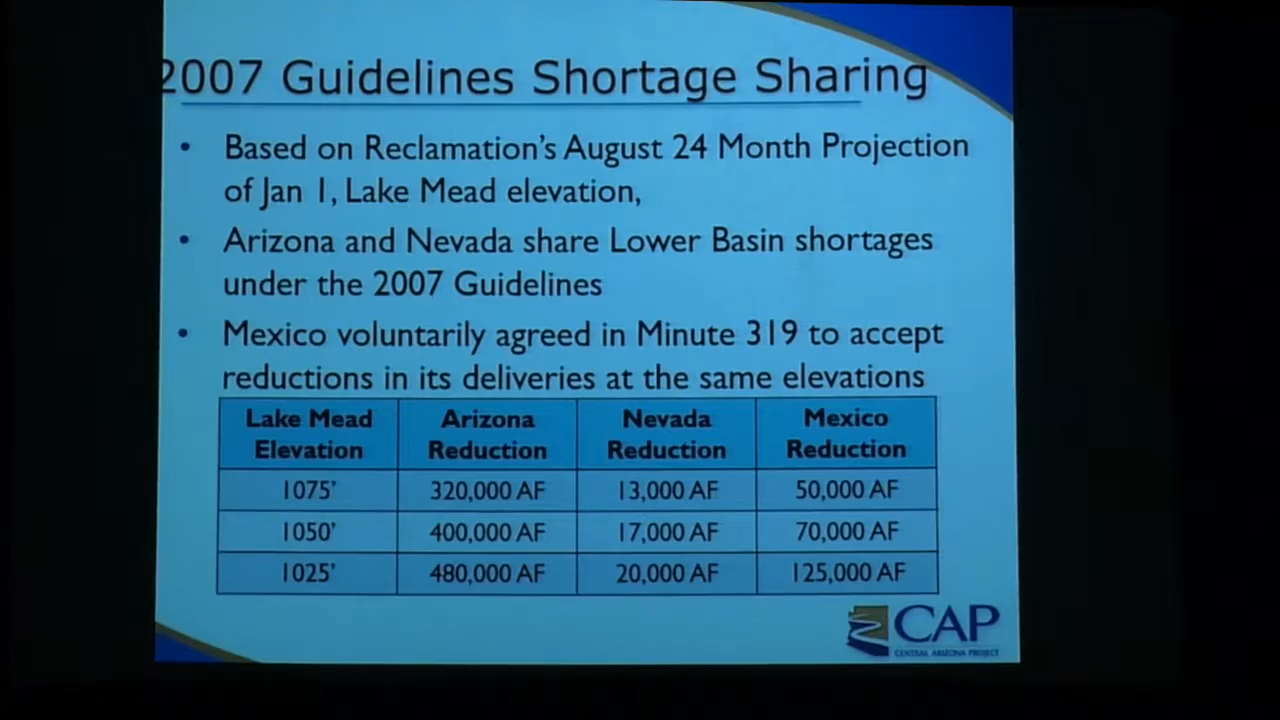 2007 Guidelines Shortage Sharing
• Based on Reclamation's August 24 Month Projection
of Jan 1, Lake Mead elevation,
• Arizona and Nevada share Lower Basin shortages
under the 2007 Guidelines
• Mexico voluntarily agreed in Minute 319 to accept
reductions in its deliveries at the same elevations
Lake Mead Elevation Arizona Reduction Nevada Reduction Mexico Reduction
1075' 320,000 AF 13,000 AF 50,000 AF
1050' 400,000 AF 17,000 AF 70,000 AF
1025' 480,000 AF 20,000 AF 125,000 AF
CAP
CENTRAL ARIZONA PROJECT